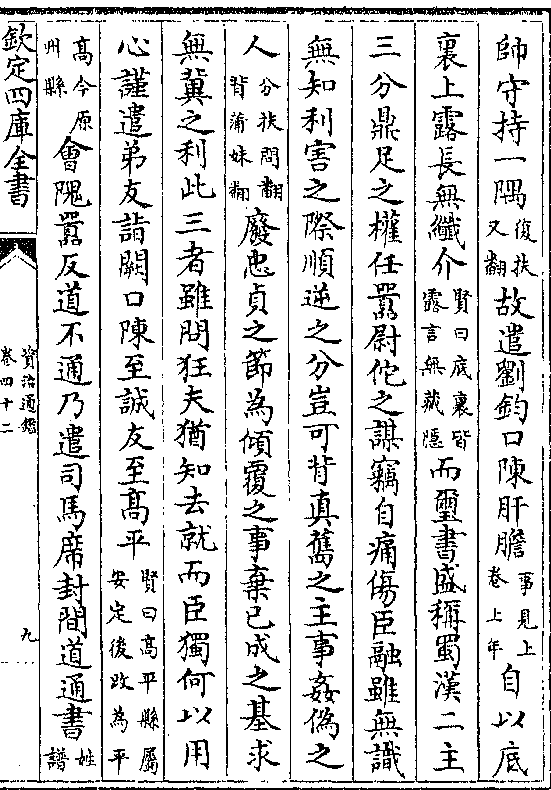 帥守持一隅復扶又翻故遣劉鈞口陳肝膽事見上卷上年自以底
裏上露長無纖介賢曰底裏皆露言無藏隱而璽書盛稱蜀漢二主
三分鼎足之權任囂尉佗之謀竊自痛傷臣融雖無識
無知利害之際順逆之分豈可背真舊之主事姦偽之
人分扶問翻背蒲妹翻廢忠貞之節為傾覆之事棄已成之基求
無冀之利此三者雖問狂夫猶知去就而臣獨何以用
心謹遣弟友詣闕口陳至誠友至高平賢曰高平縣屬安定後改為平
高今原州縣會隗囂反道不通乃遣司馬席封間道通書姓譜
欽定四庫全書
資治通鑑
卷四十二
九